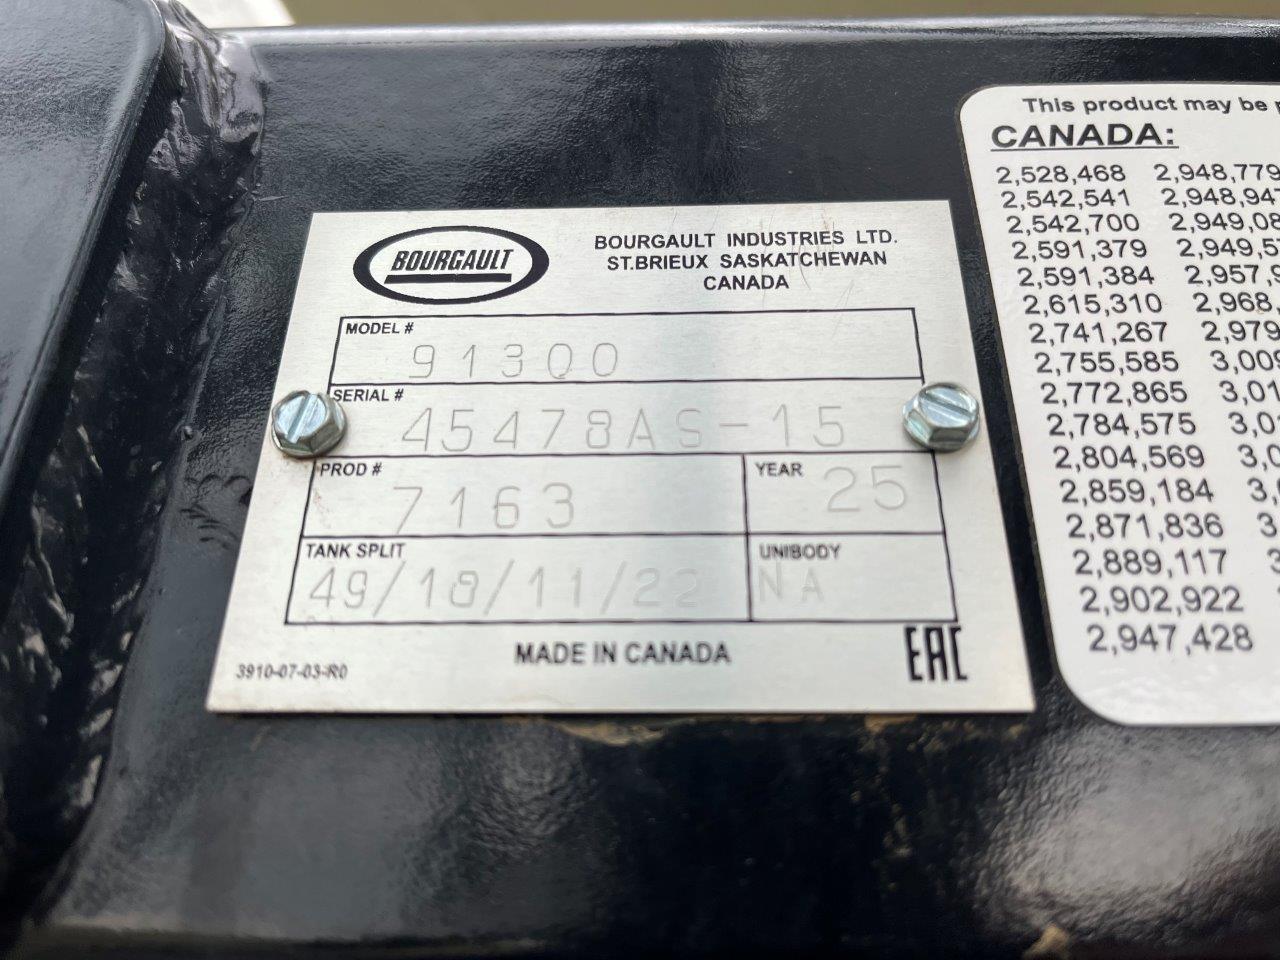 BOURGAULT
BOURGAULT INDUSTRIES LTD.
ST.BRIEUX SASKATCHEWAN
CANADA
MODEL #
91300
SERIAL #
45478AS-15
PROD #
7163
YEAR
25
TANK SPLIT
49/18/11/22
UNIBODY
NA
MADE IN CANADA
3910-07-03-R0
EAC
This product may be
CANADA:
2,528,468 2,948,779
2,542,541 2,948,94
2,542,700 2,949,08
2,591,379 2,949,5
2,591,384 2,957,
2,615,310 2,968,
2,741,267 2,979
2,755,585 3,00
2,772,865 3,01
2,784,575 3,0
2,804,569 3,0
2,859,184 3,
2,871,836 3
2,889,117
2,902,922
2,947,428